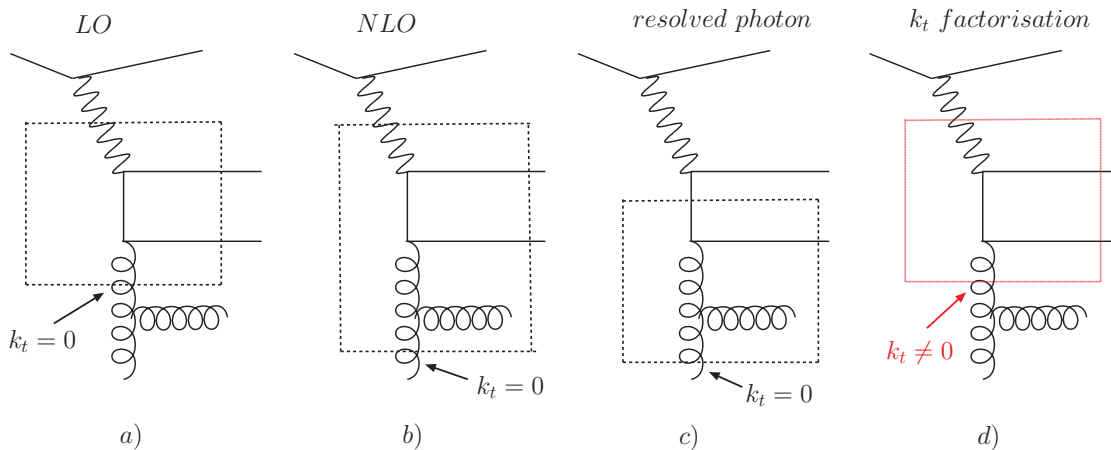 LO
NLO
resolved photon
k_t factorisation
k_t = 0
k_t = 0
k_t = 0
k_t ≠ 0
a)
b)
c)
d)